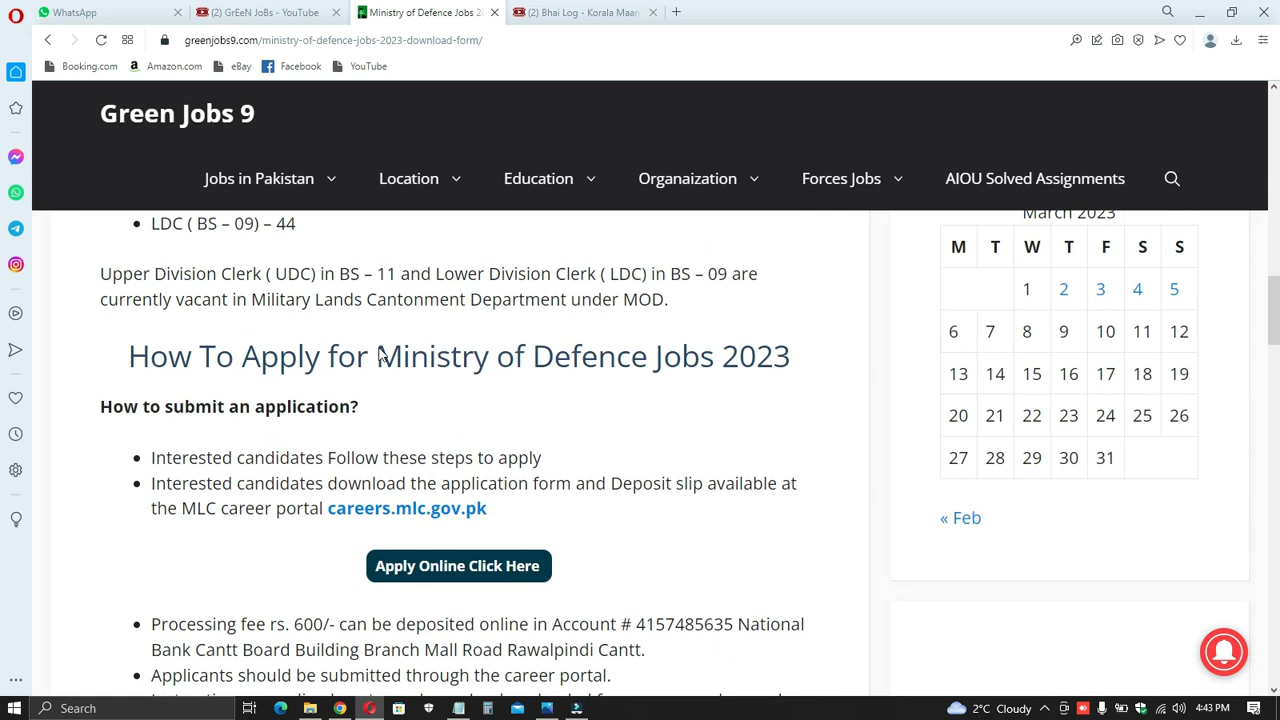 WhatsApp
(2) GrEeN JoBs - YouTube
Ministry of Defence Jobs 2
(2) Bhai Log - Korala Maan
greenjobs9.com/ministry-of-defence-jobs-2023-download-form/
Booking.com
Amazon.com
eBay
Facebook
YouTube
Green Jobs 9
Jobs in Pakistan
Location
Education
Organaization
Forces Jobs
AIOU Solved Assignments
LDC ( BS – 09) – 44
Upper Division Clerk ( UDC) in BS – 11 and Lower Division Clerk ( LDC) in BS – 09 are
currently vacant in Military Lands Cantonment Department under MOD.
How To Apply for Ministry of Defence Jobs 2023
How to submit an application?
Interested candidates Follow these steps to apply
Interested candidates download the application form and Deposit slip available at
the MLC career portal careers.mlc.gov.pk
Apply Online Click Here
Processing fee rs. 600/- can be deposited online in Account # 4157485635 National
Bank Cantt Board Building Branch Mall Road Rawalpindi Cantt.
Applicants should be submitted through the career portal.
March 2023
M T W T F S S
1 2 3 4 5
6 7 8 9 10 11 12
13 14 15 16 17 18 19
20 21 22 23 24 25 26
27 28 29 30 31
« Feb
Search
2°C Cloudy
4:43 PM